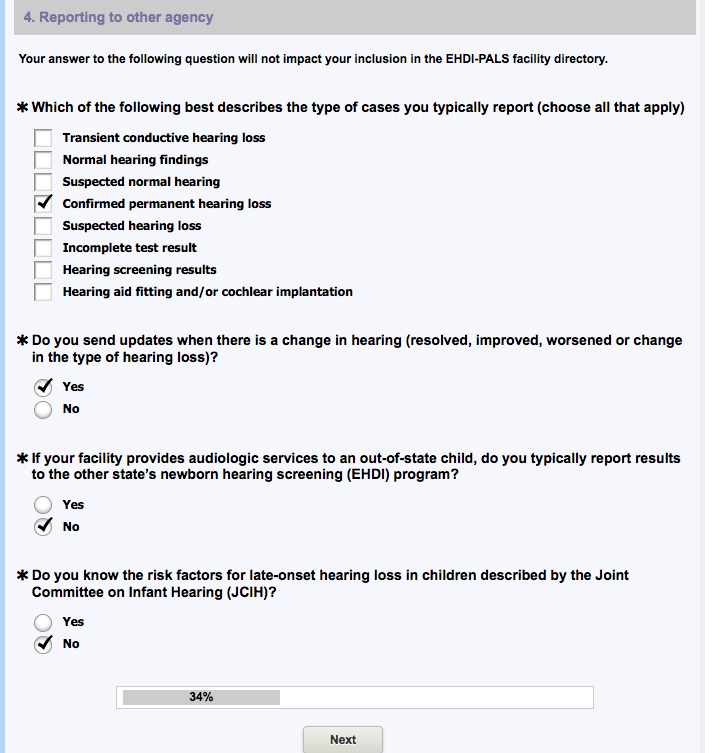 4. Reporting to other agency
Your answer to the following question will not impact your inclusion in the EHDI-PALS facility directory.
* Which of the following best describes the type of cases you typically report (choose all that apply)
Transient conductive hearing loss
Normal hearing findings
Suspected normal hearing
Confirmed permanent hearing loss
Suspected hearing loss
Incomplete test result
Hearing screening results
Hearing aid fitting and/or cochlear implantation
* Do you send updates when there is a change in hearing (resolved, improved, worsened or change
in the type of hearing loss)?
Yes
No
* If your facility provides audiologic services to an out-of-state child, do you typically report results
to the other state's newborn hearing screening (EHDI) program?
Yes
No
* Do you know the risk factors for late-onset hearing loss in children described by the Joint
Committee on Infant Hearing (JCIH)?
Yes
No
34%
Next